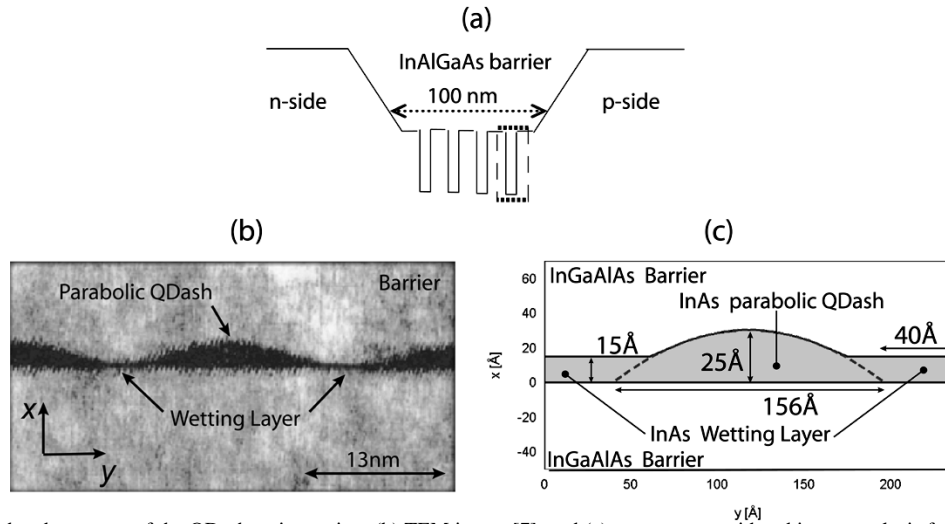 (a)
InAlGaAs barrier
n-side
100 nm
p-side
(b)
Parabolic QDash
Barrier
Wetting Layer
x
y
13nm
(c)
InGaAlAs Barrier
InAs parabolic QDash
15Å
25Å
40Å
156Å
InAs Wetting Layer
InGaAlAs Barrier
x [Å]
60
40
20
0
-20
-40
0
50
100
150
200
y [Å]